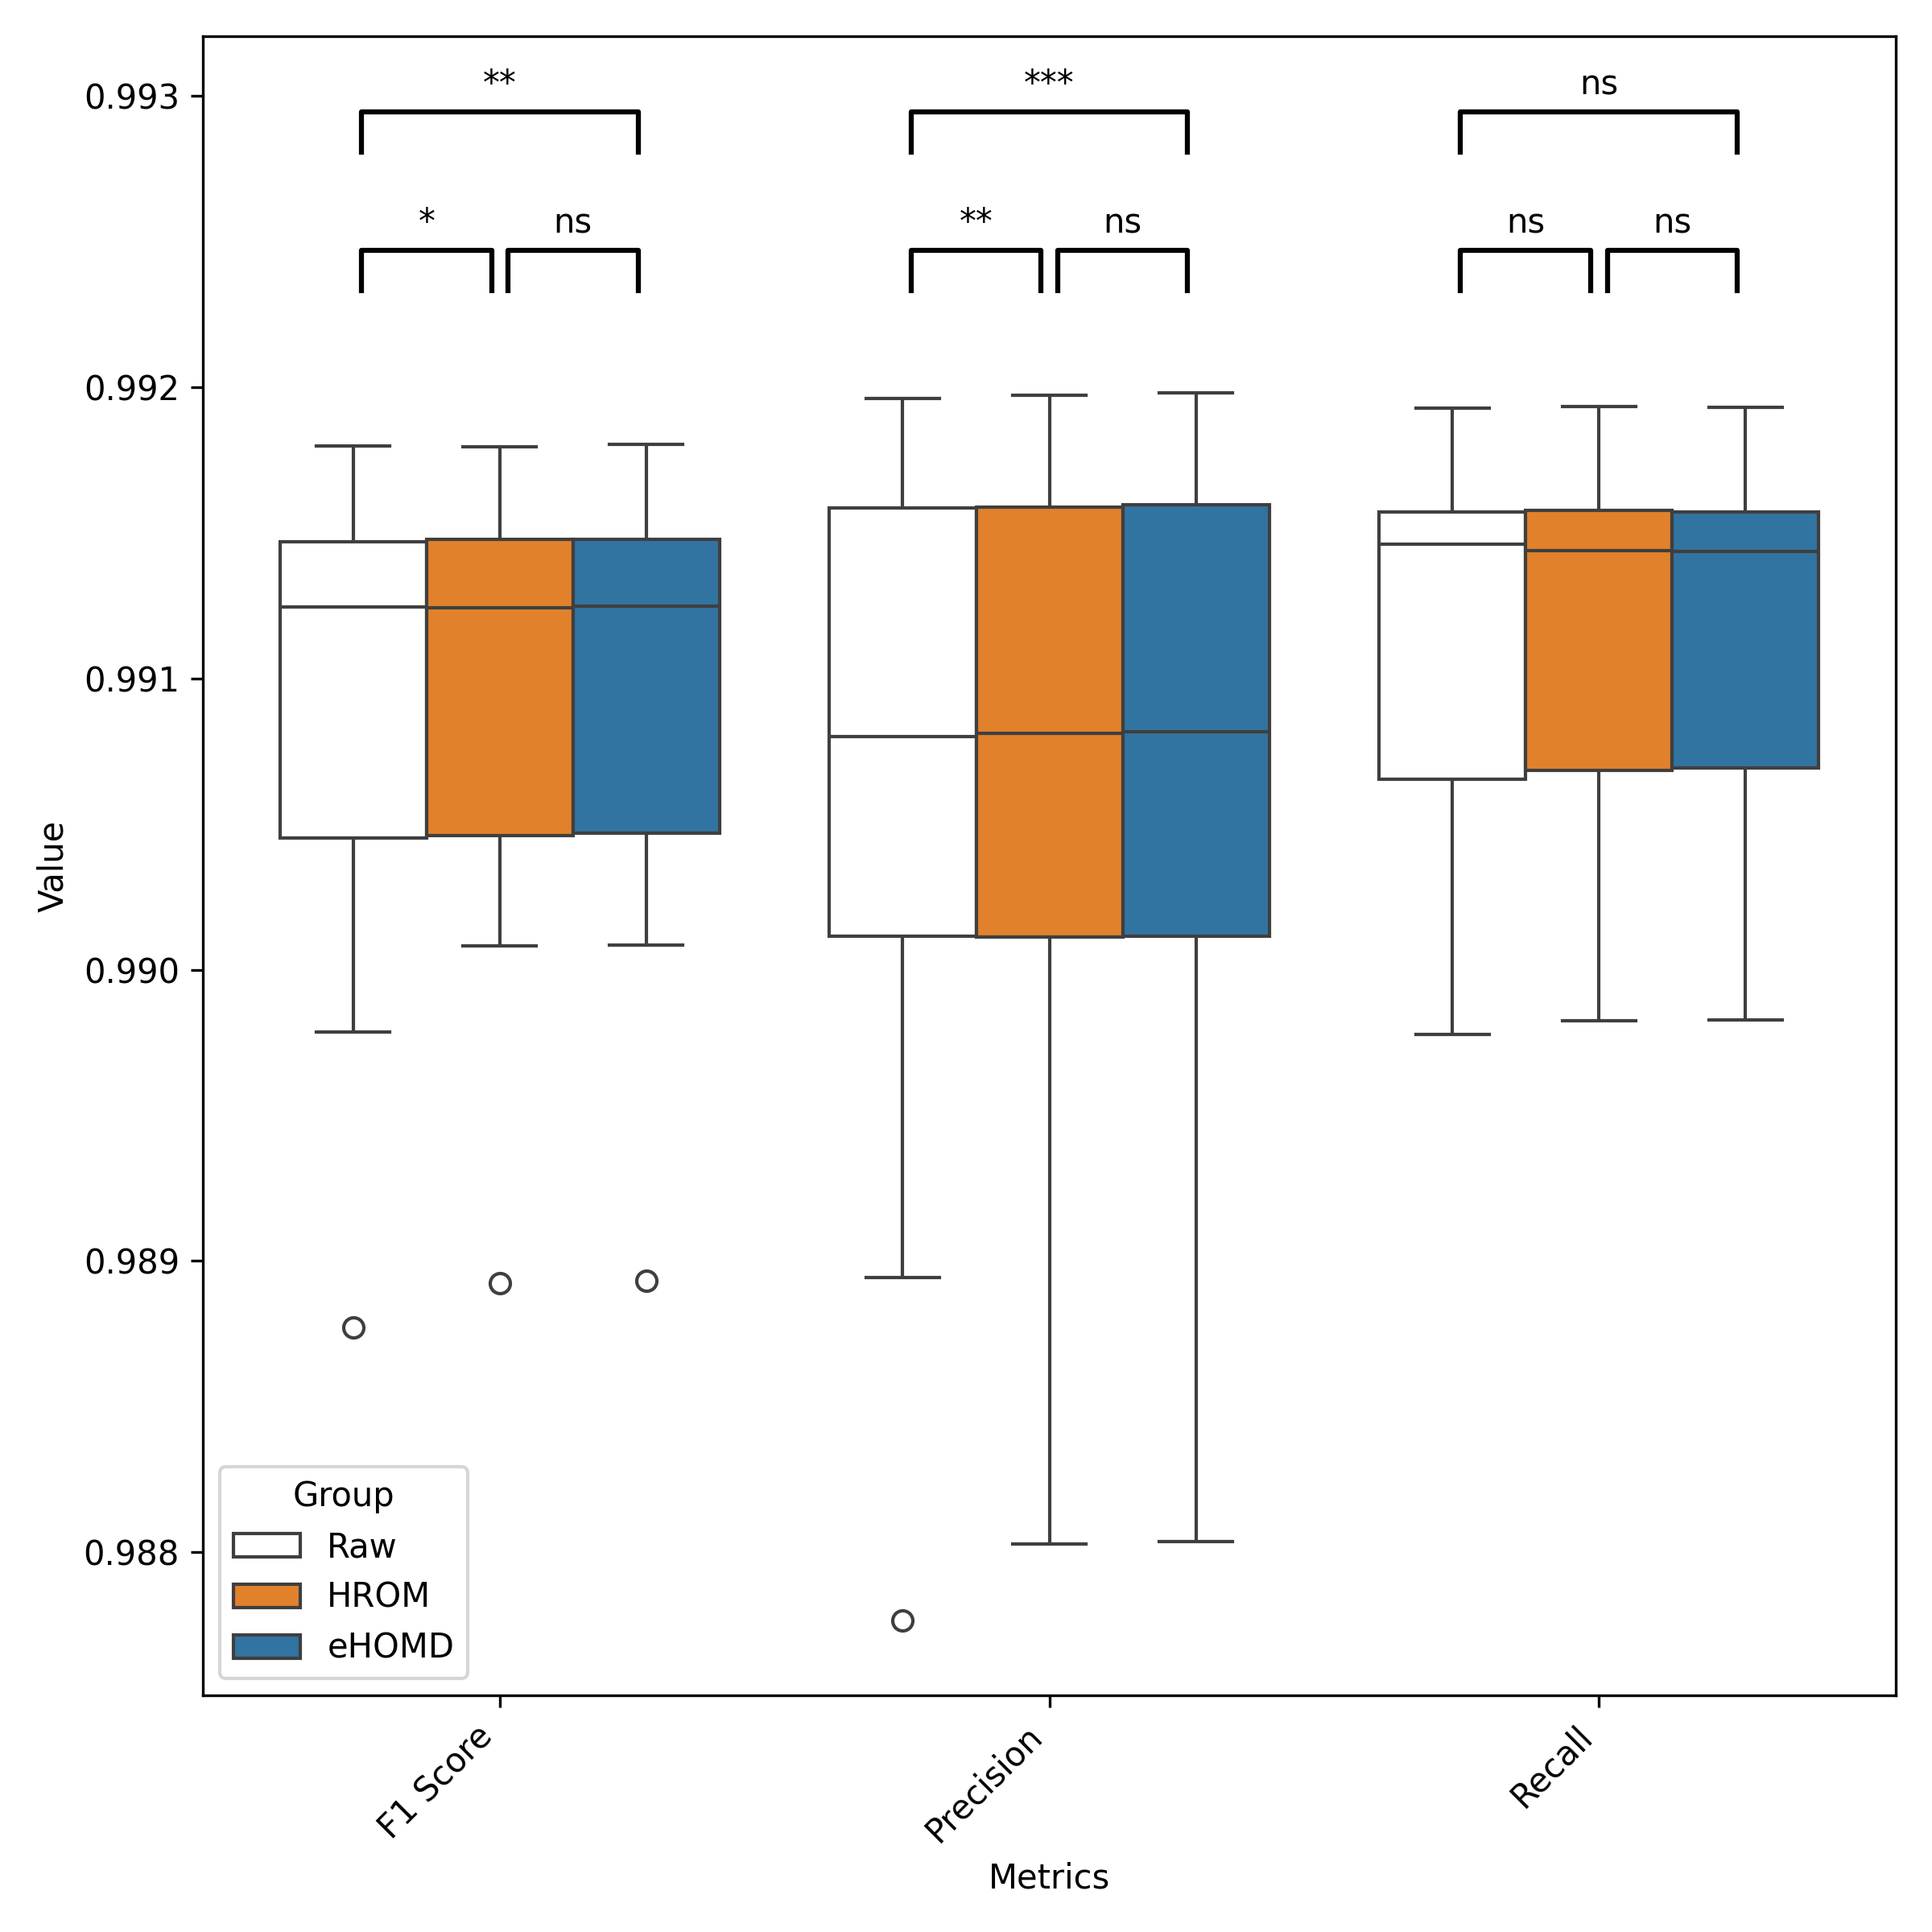 **
***
ns
*
ns
**
ns
ns
ns
0.993
0.992
0.991
0.990
0.989
0.988
Value
Group
Raw
HROM
eHOMD
F1 Score
Precision
Recall
Metrics